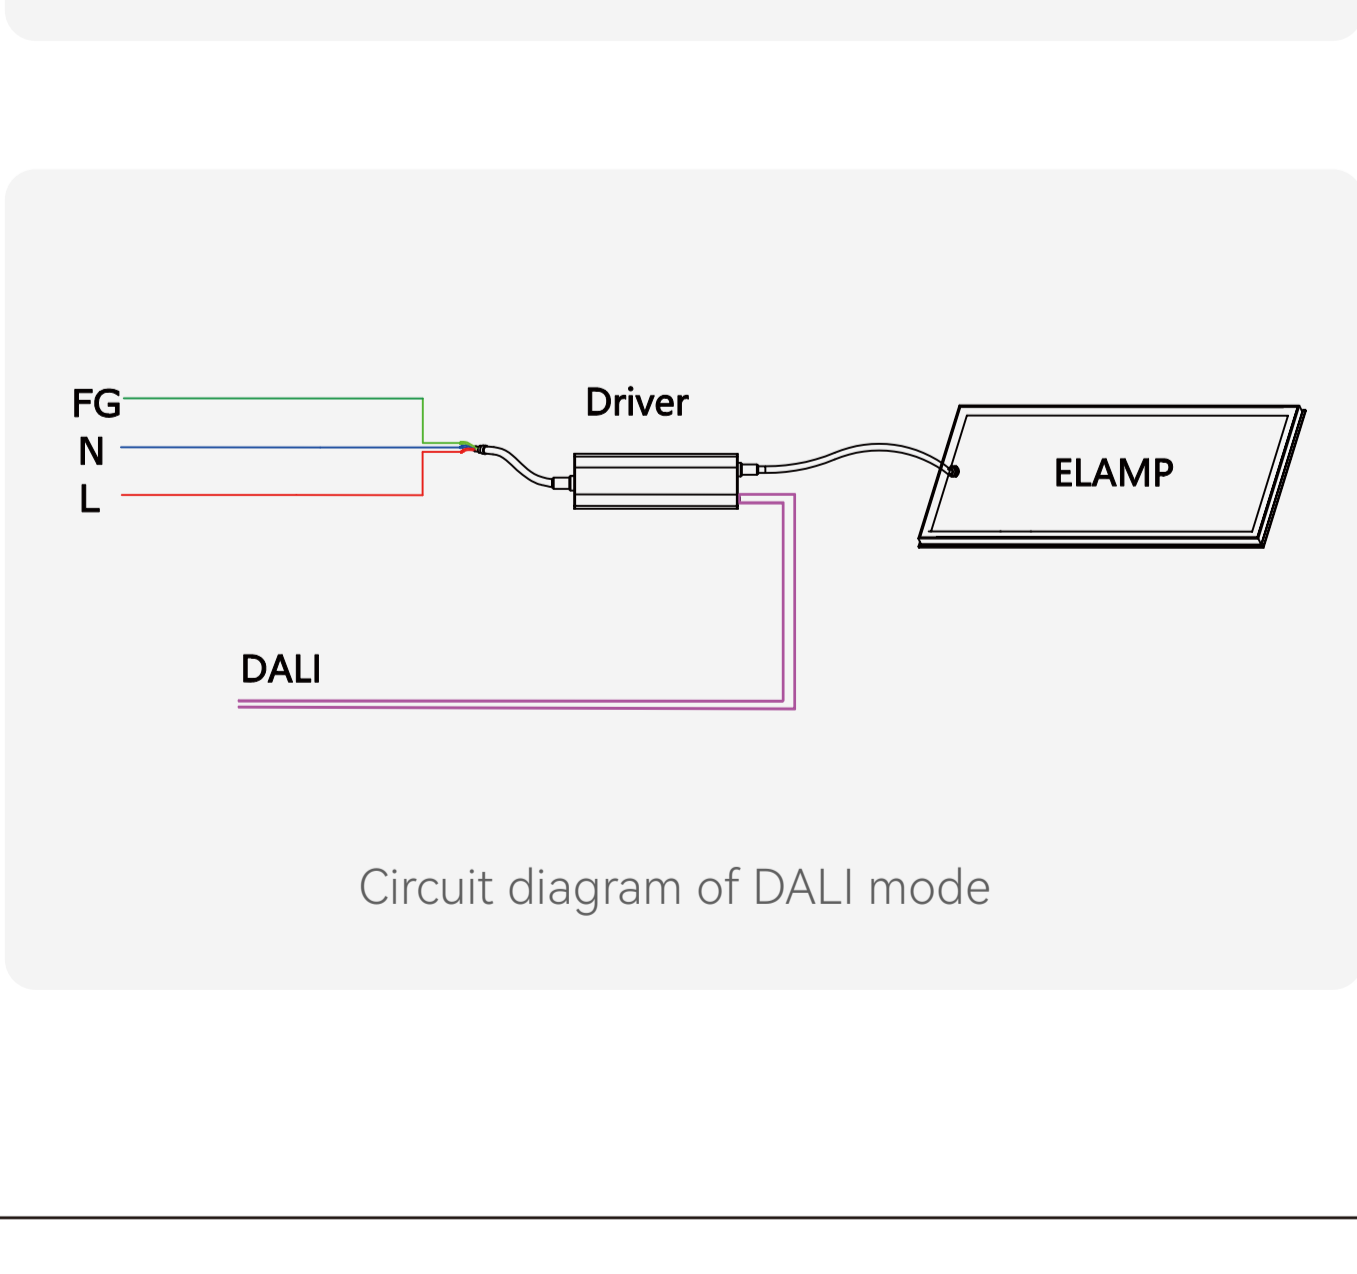 FG
N
L
Driver
ELAMP
DALI
Circuit diagram of DALI mode